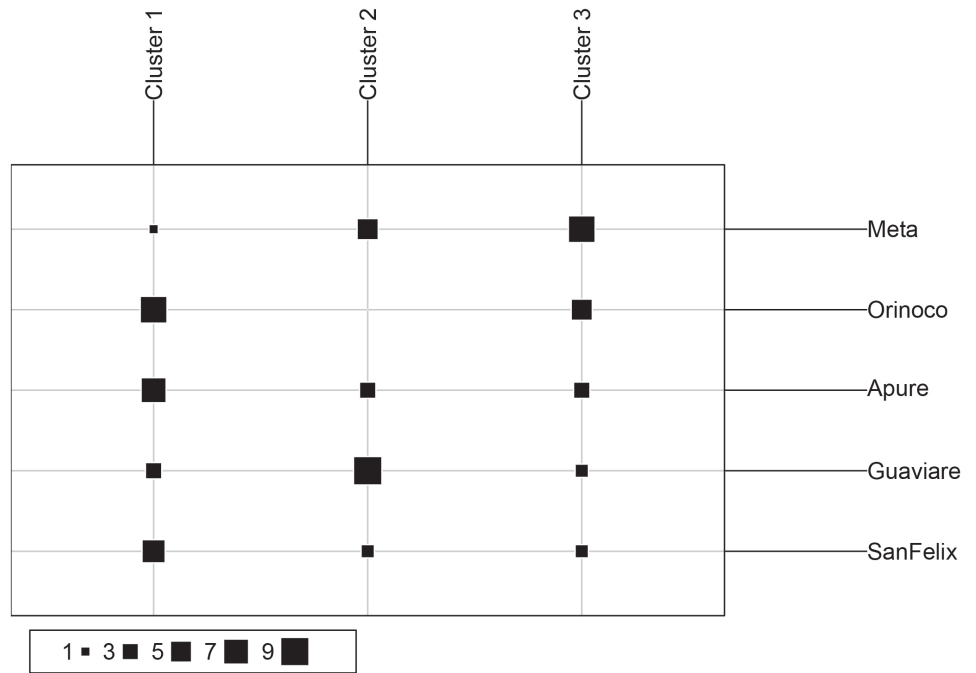 Cluster 1
Cluster 2
Cluster 3
Meta
Orinoco
Apure
Guaviare
SanFelix
1 3 5 7 9